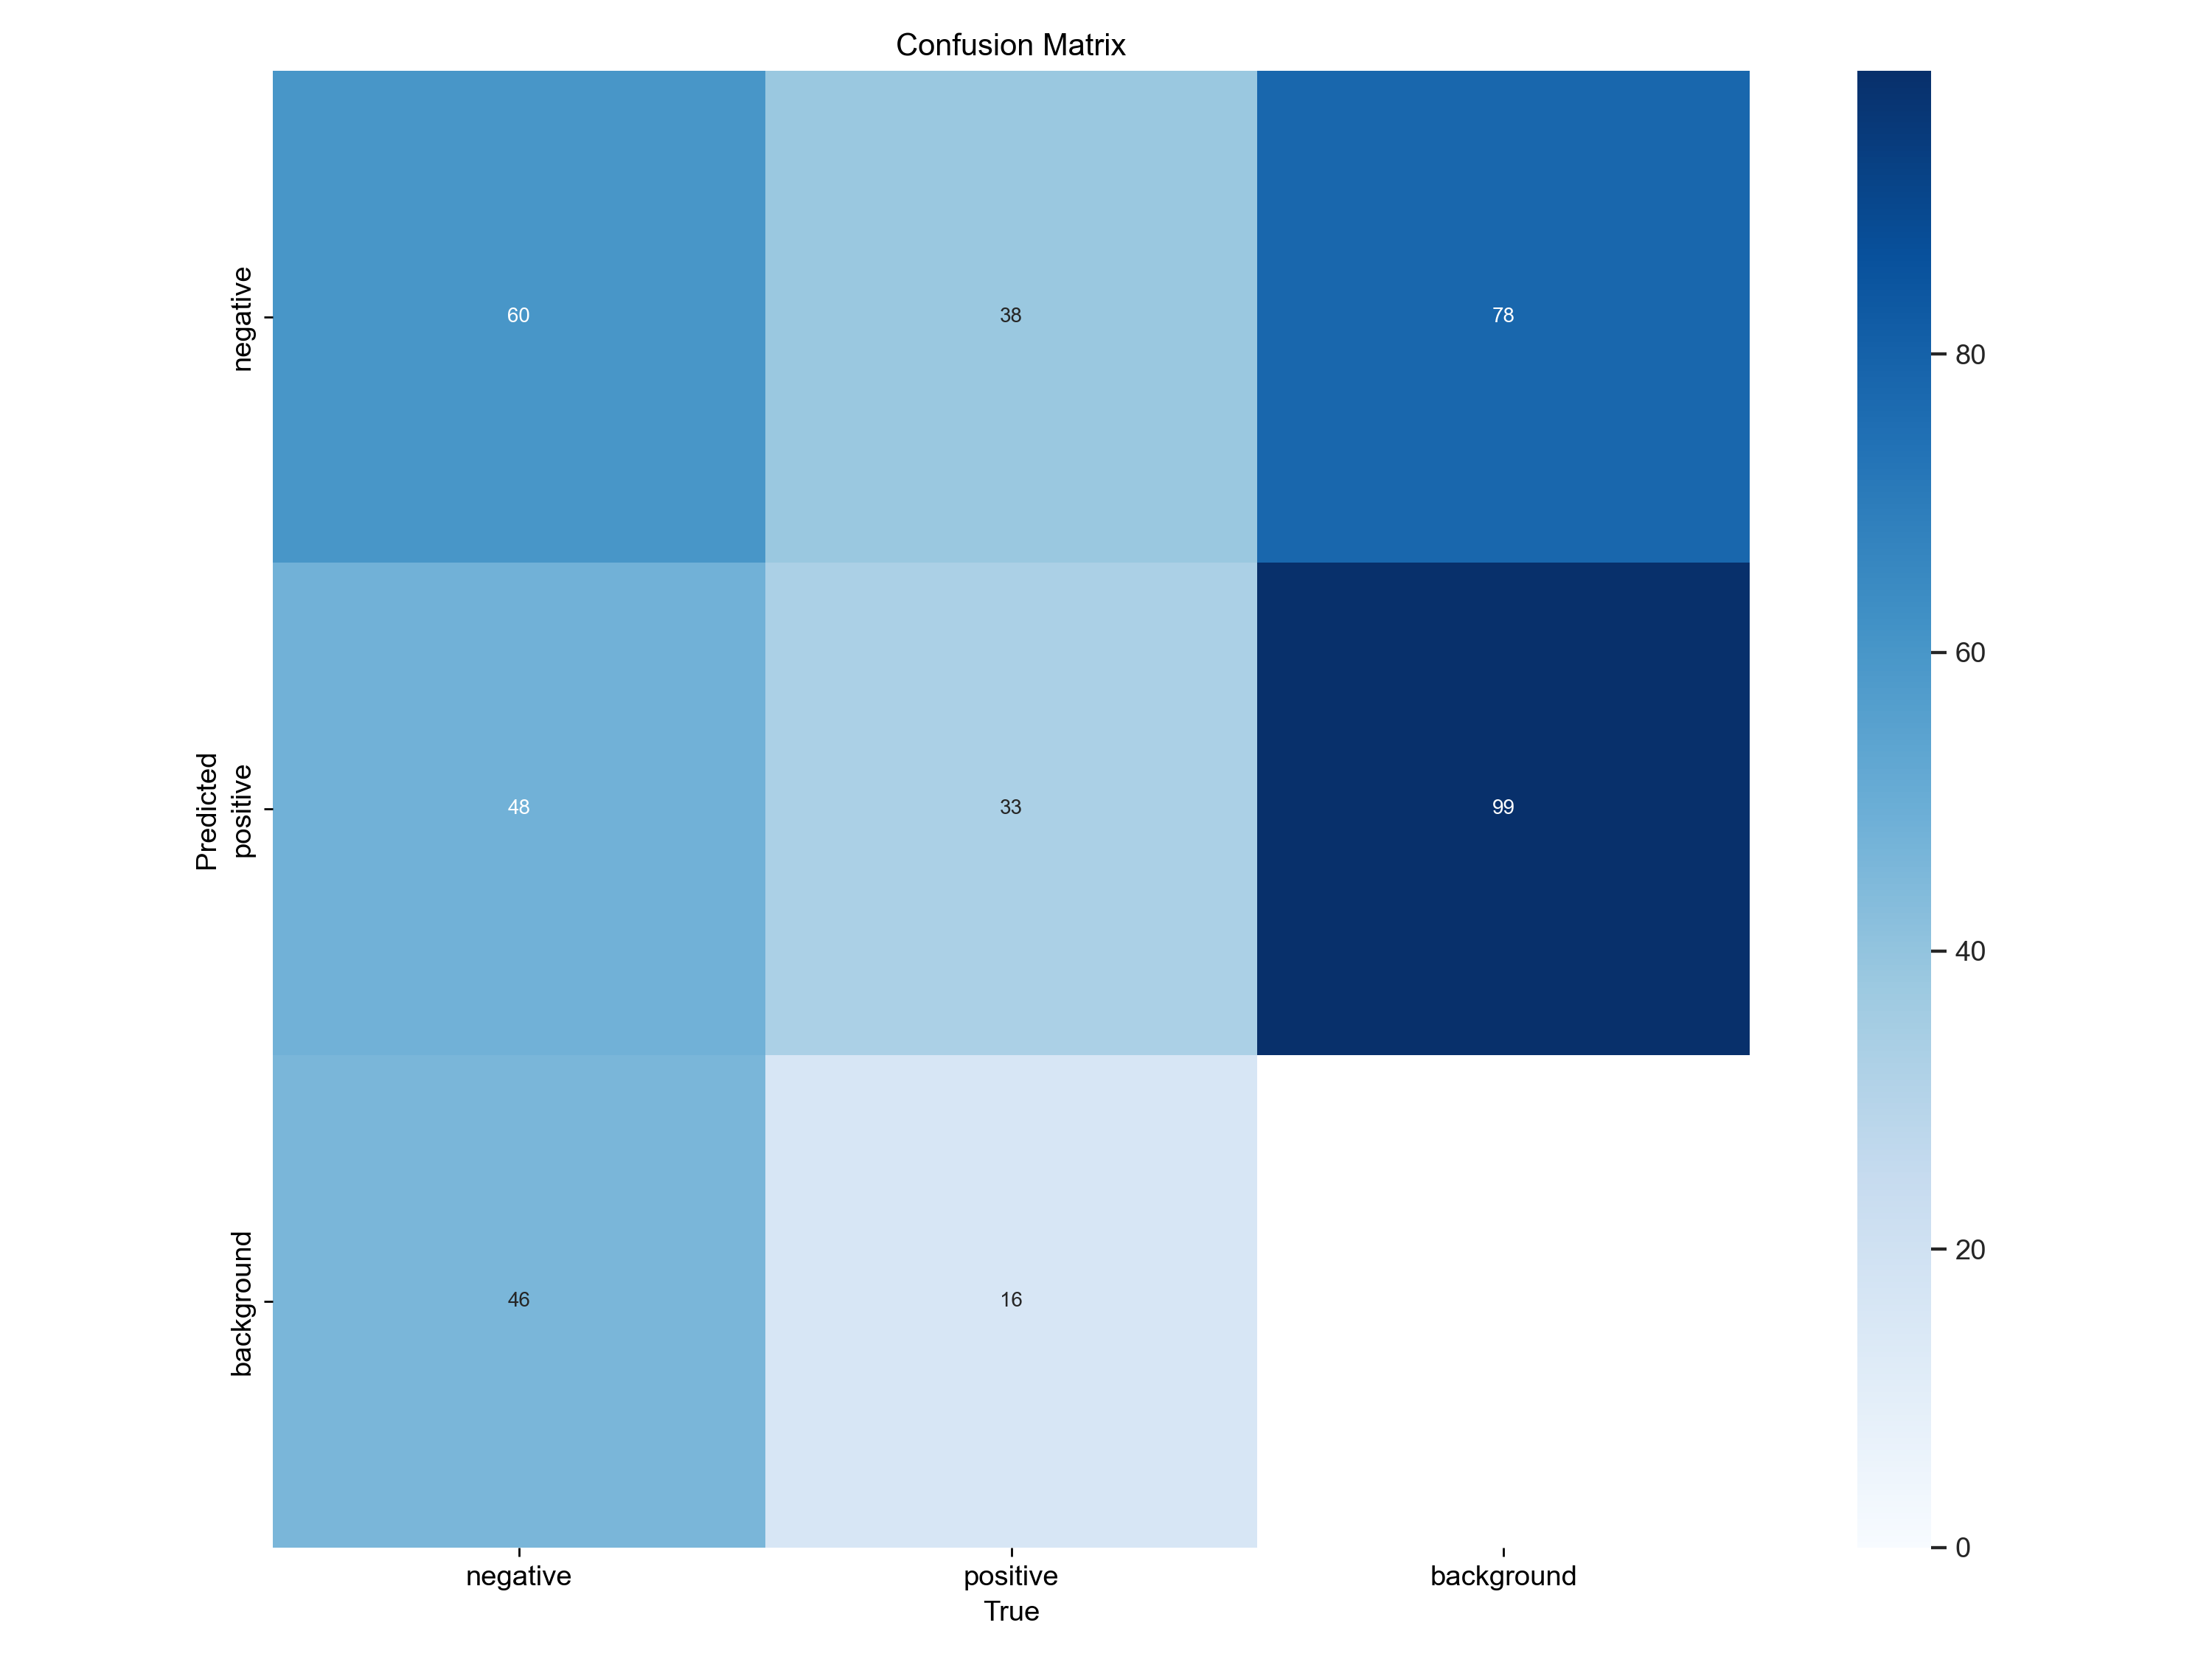 Confusion Matrix
negative
60
38
78
80
60
Predicted
positive
48
33
99
40
background
46
16
20
0
negative
positive
background
True